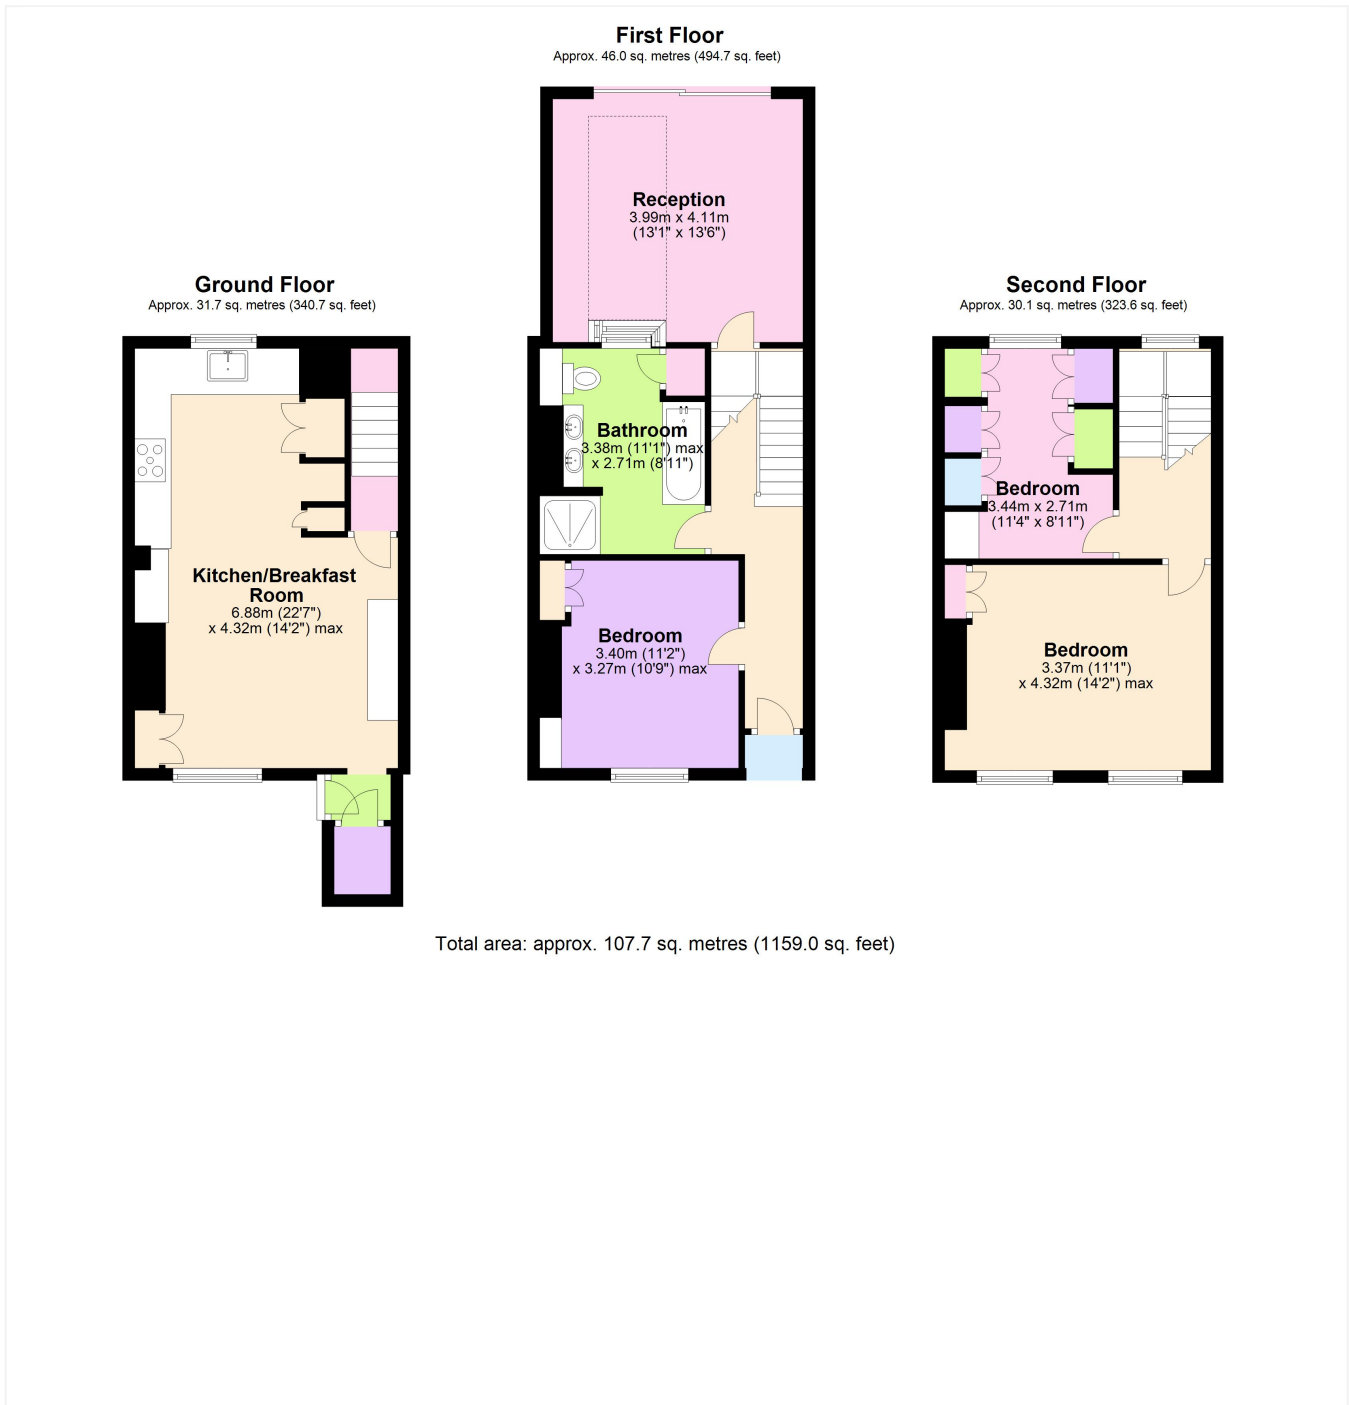 First Floor
Approx. 46.0 sq. metres (494.7 sq. feet)
Reception
3.99m x 4.11m
(13'1" x 13'6")
Ground Floor
Approx. 31.7 sq. metres (340.7 sq. feet)
Second Floor
Approx. 30.1 sq. metres (323.6 sq. feet)
Bathroom
3.38m (11'1") max
x 2.71m (8'11")
Bedroom
3.44m x 2.71m
(11'4" x 8'11")
Kitchen/Breakfast
Room
6.88m (22'7")
x 4.32m (14'2") max
Bedroom
3.40m (11'2")
x 3.27m (10'9") max
Bedroom
3.37m (11'1")
x 4.32m (14'2") max
Total area: approx. 107.7 sq. metres (1159.0 sq. feet)